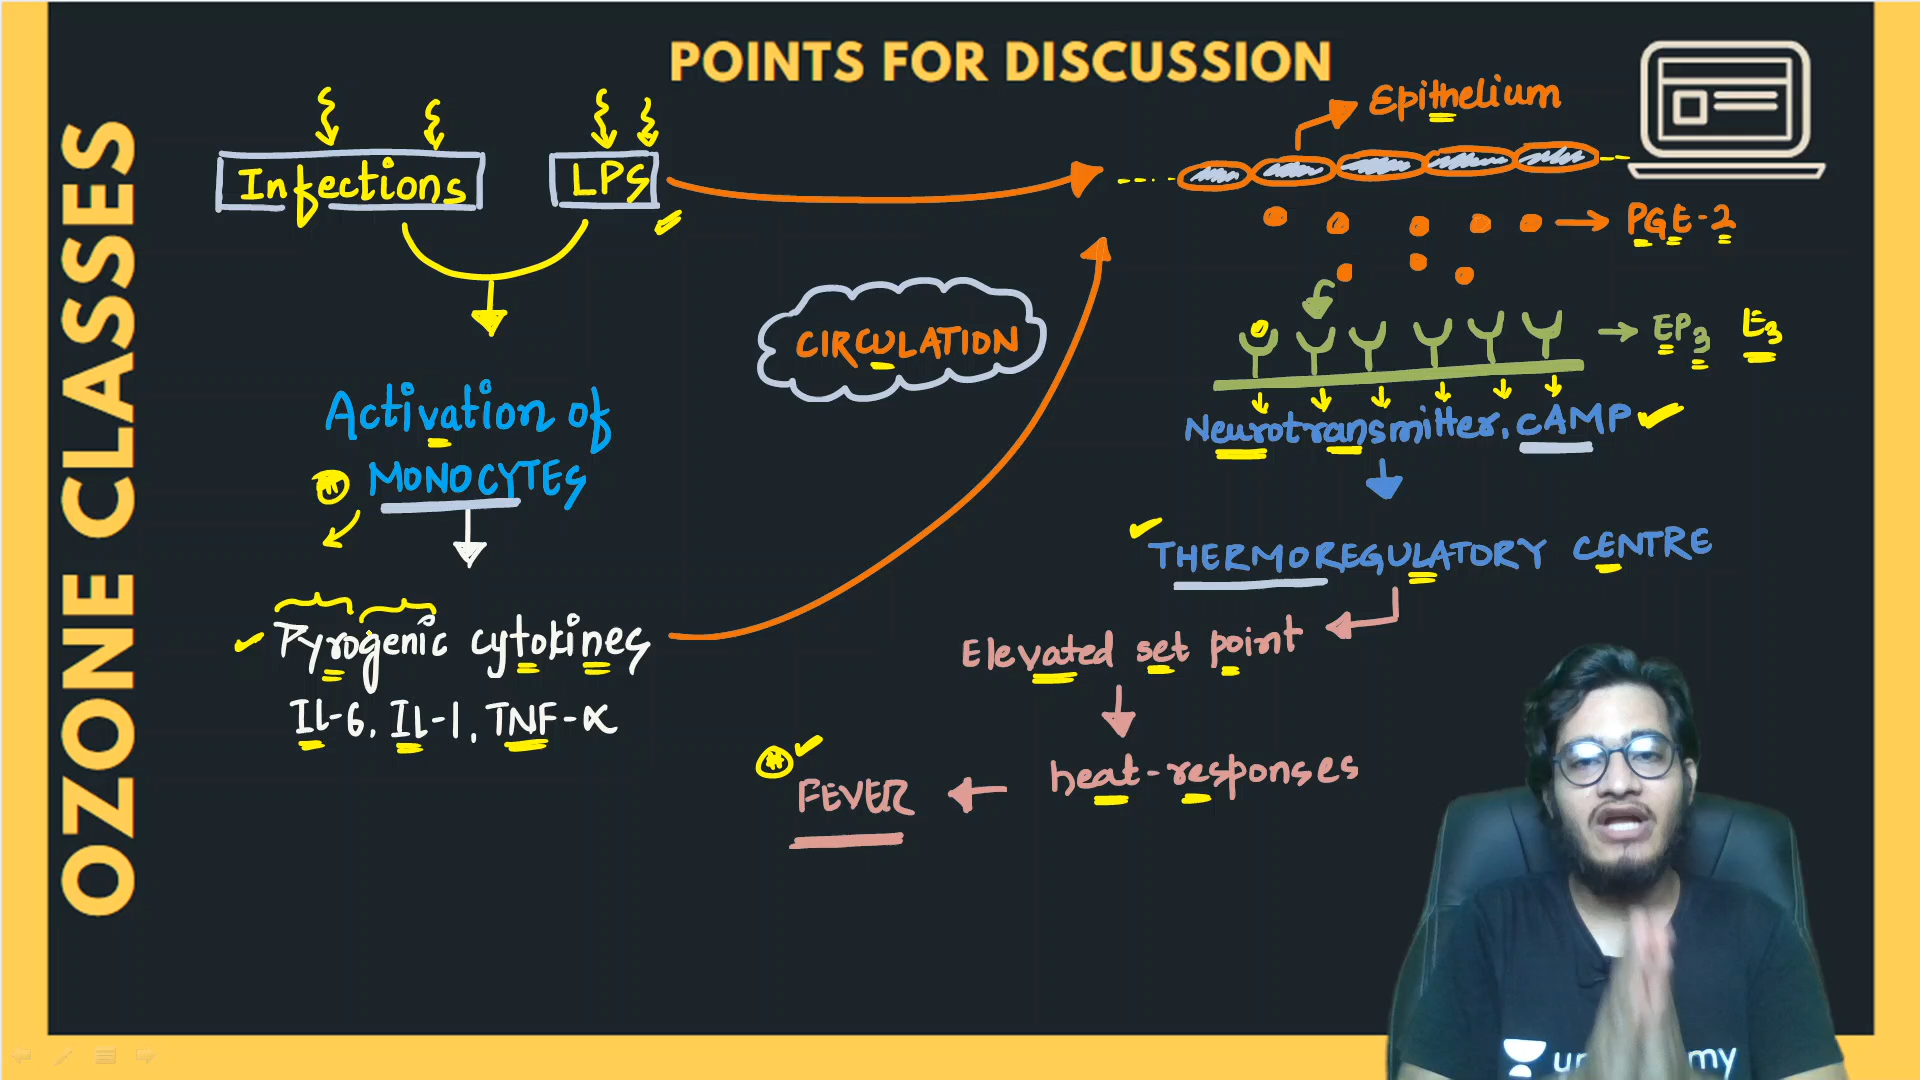 POINTS FOR DISCUSSION
OZONE CLASSES
Infections
LPS
Epithelium
PGE-2
CIRCULATION
EP3 E3
Activation of
MONOCYTES
Neurotransmitter, cAMP
THERMOREGULATORY CENTRE
Pyrogenic cytokines
IL-6, IL-1, TNF-α
Elevated set point
heat-responses
FEVER